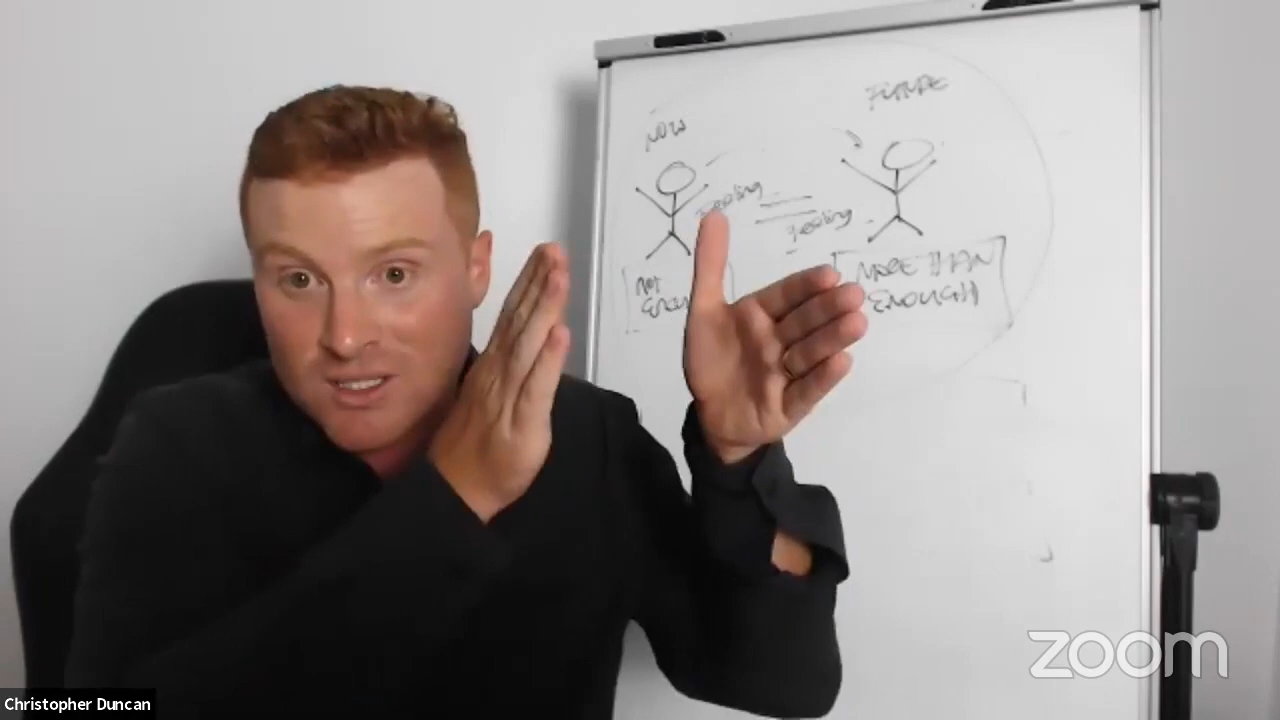 NOW
FUTURE
Feeling
feeling
NOT
MORE THAN
ENOUGH
zoom
Christopher Duncan